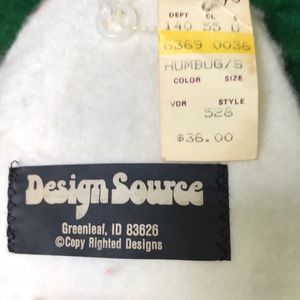 DEPT CL
140 55 0
6369 0036
HUMBUG/S
COLOR SIZE
VDR STYLE
526
$36.00
Design Source
Greenleaf, ID 83626
©Copy Righted Designs